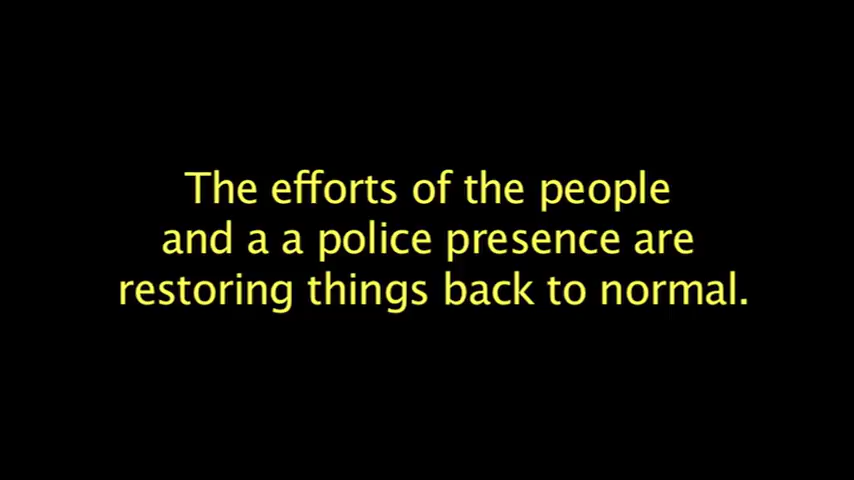 The efforts of the people
and a a police presence are
restoring things back to normal.